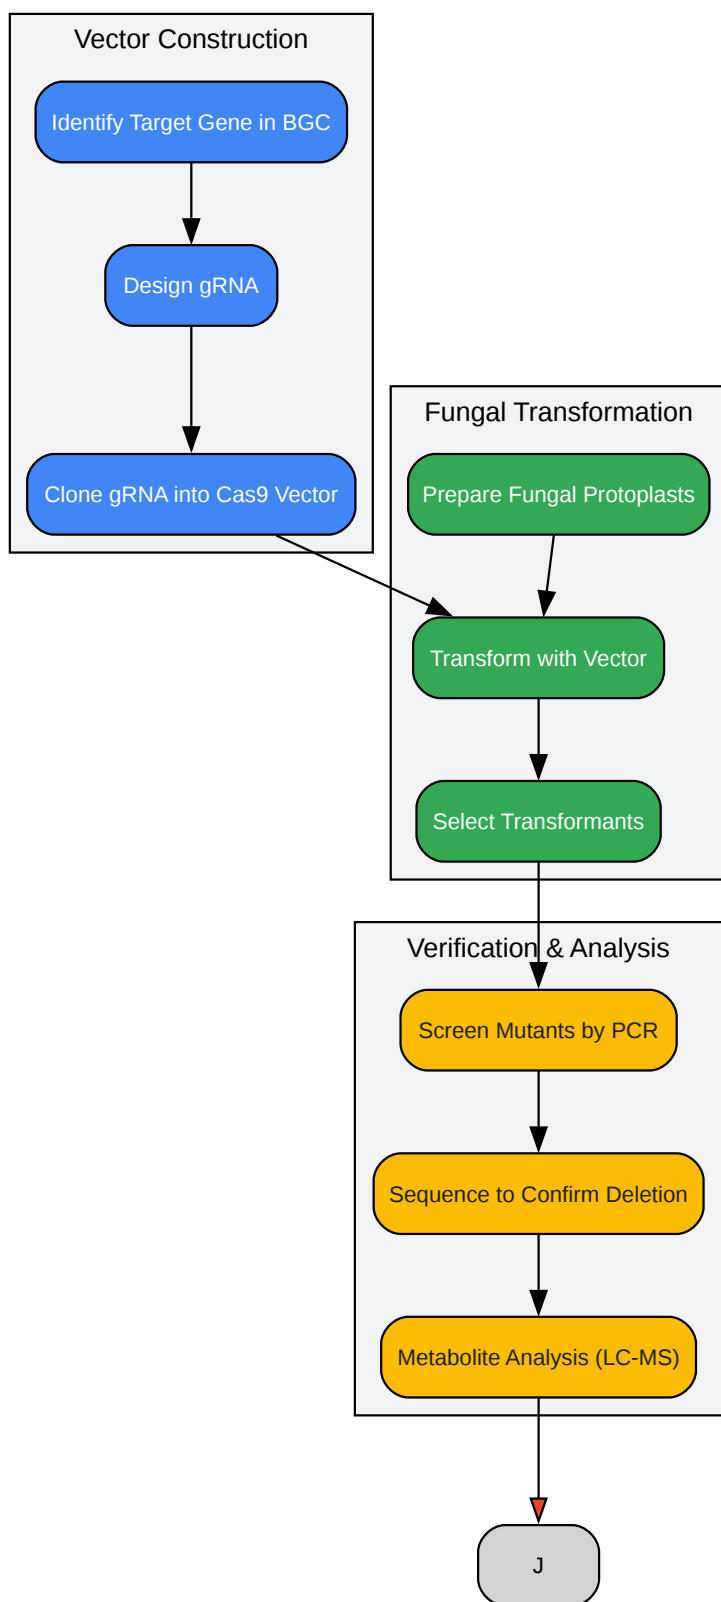 Vector Construction
Identify Target Gene in BGC
Design gRNA
Clone gRNA into Cas9 Vector
Fungal Transformation
Prepare Fungal Protoplasts
Transform with Vector
Select Transformants
Verification & Analysis
Screen Mutants by PCR
Sequence to Confirm Deletion
Metabolite Analysis (LC-MS)
J